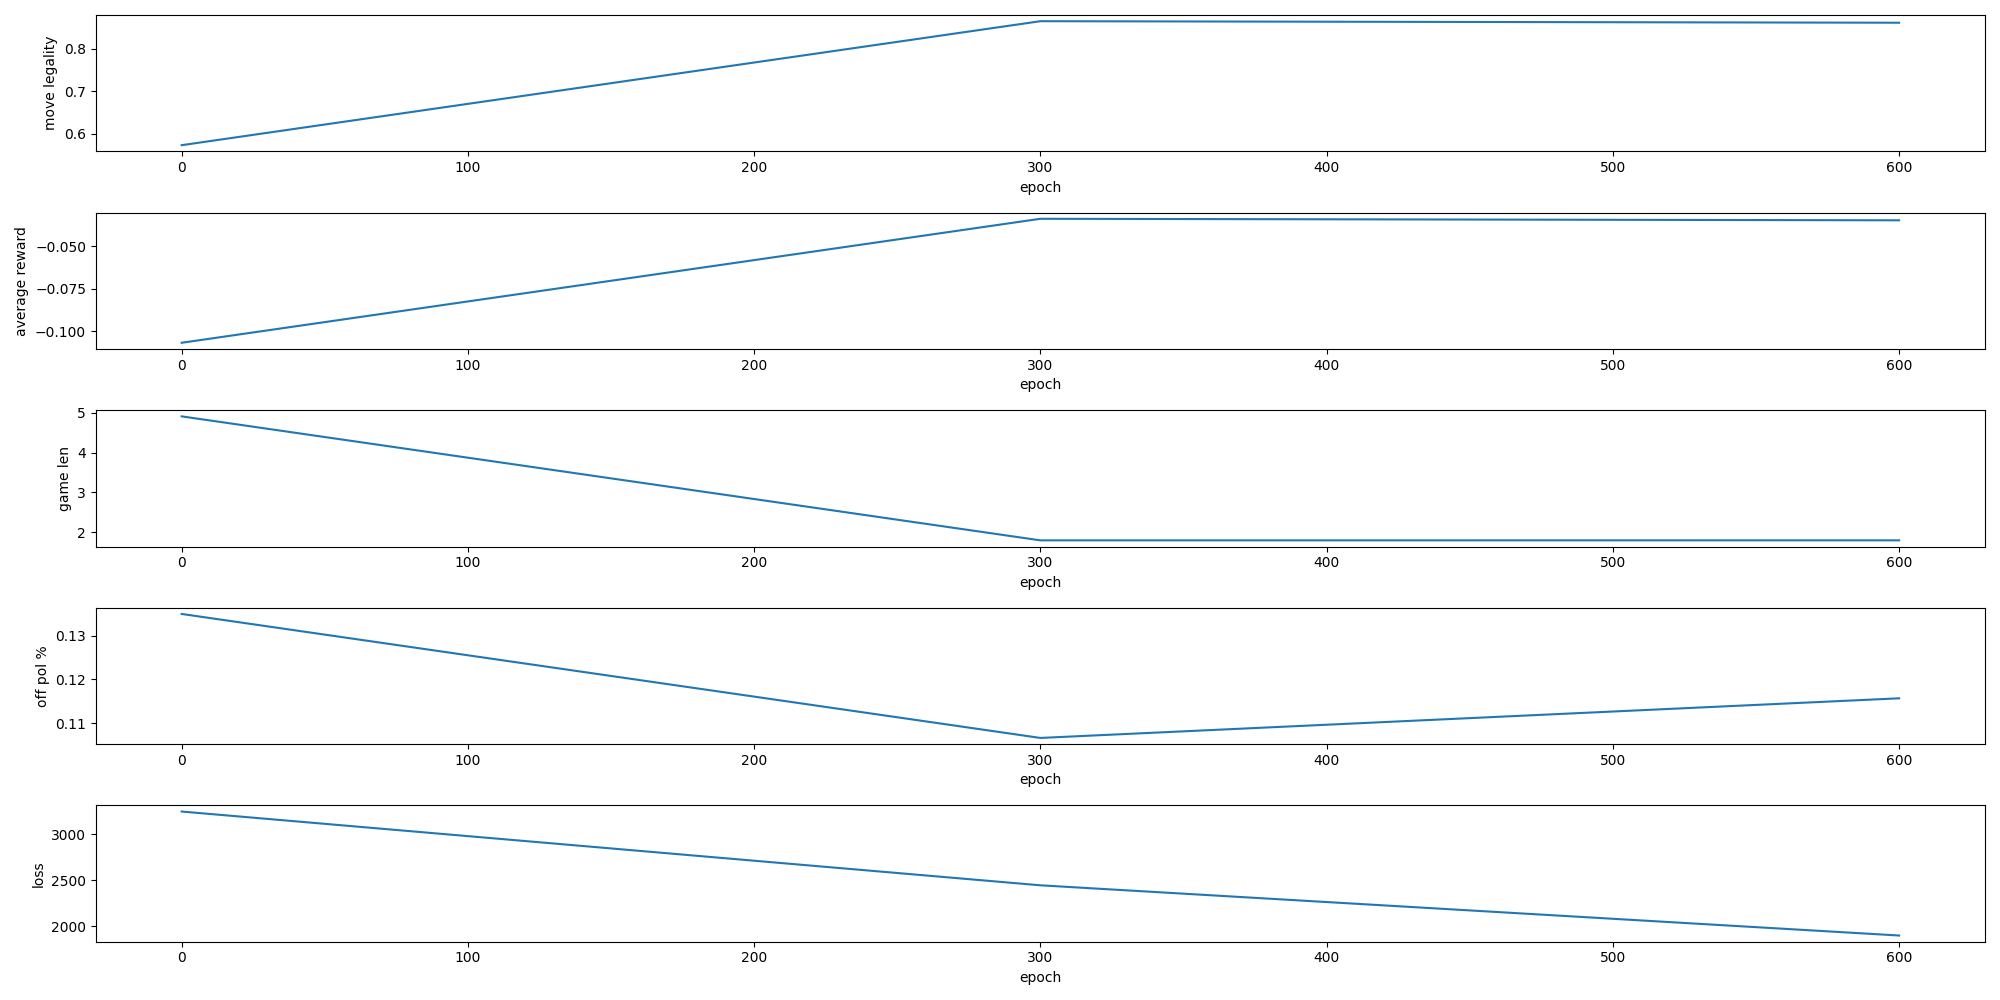 move legality
0.8
0.7
0.6
0 100 200 300 400 500 600
epoch
average reward
−0.050
−0.075
−0.100
0 100 200 300 400 500 600
epoch
game len
5
4
3
2
0 100 200 300 400 500 600
epoch
off pol %
0.13
0.12
0.11
0 100 200 300 400 500 600
epoch
loss
3000
2500
2000
0 100 200 300 400 500 600
epoch